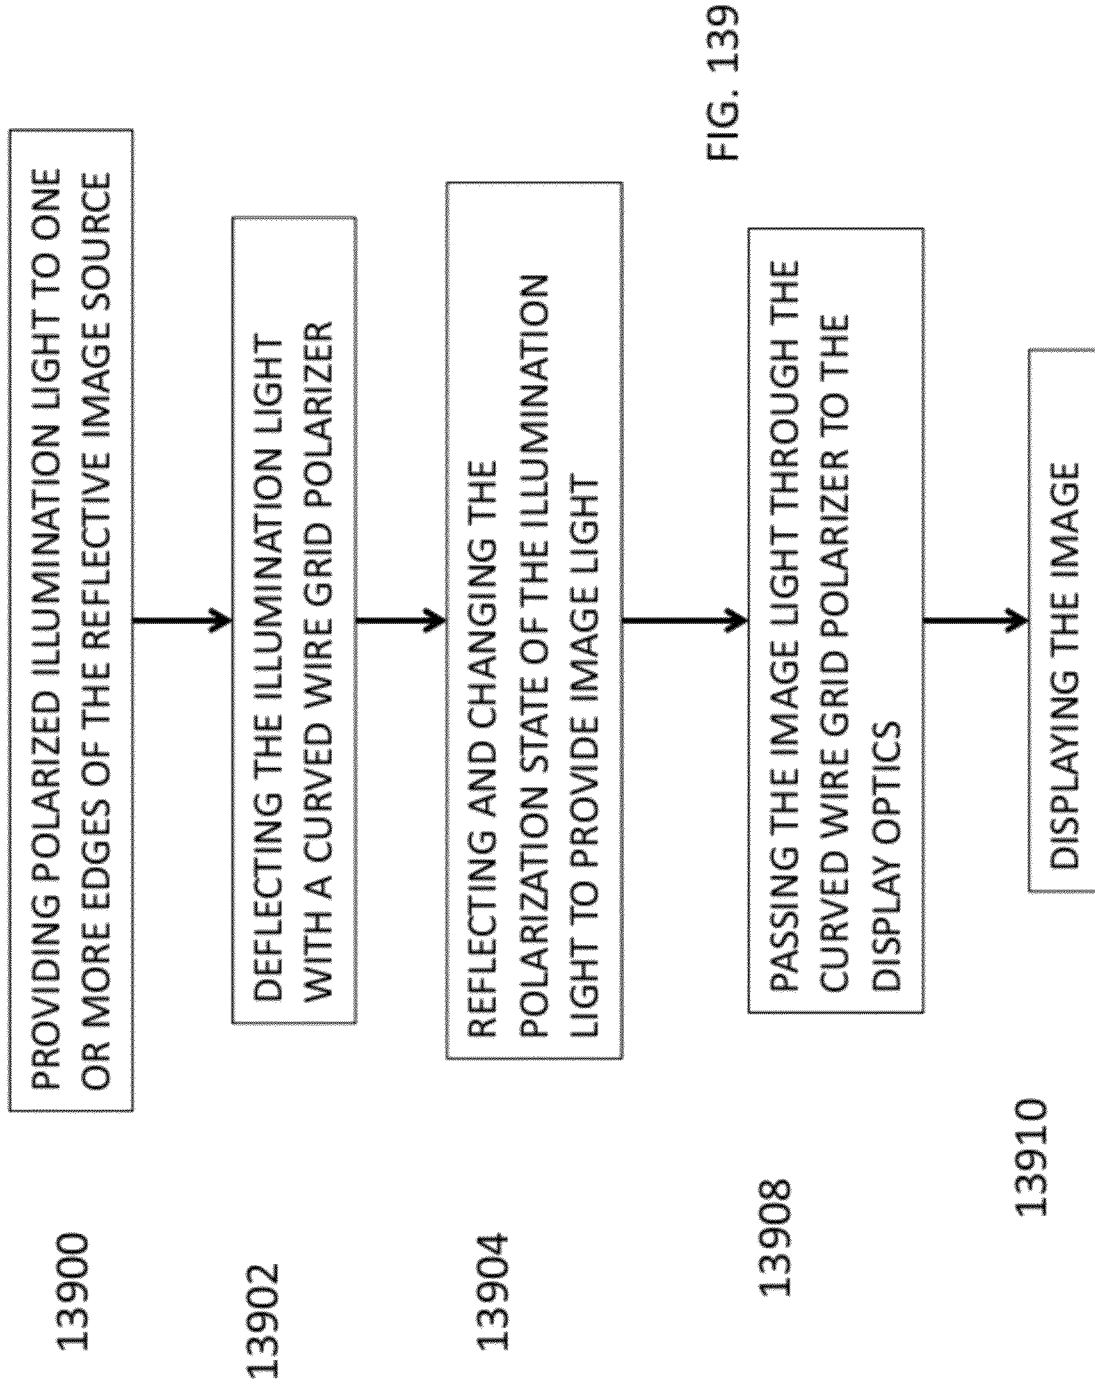 13900
PROVIDING POLARIZED ILLUMINATION LIGHT TO ONE
OR MORE EDGES OF THE REFLECTIVE IMAGE SOURCE
13902
DEFLECTING THE ILLUMINATION LIGHT
WITH A CURVED WIRE GRID POLARIZER
13904
REFLECTING AND CHANGING THE
POLARIZATION STATE OF THE ILLUMINATION
LIGHT TO PROVIDE IMAGE LIGHT
13908
PASSING THE IMAGE LIGHT THROUGH THE
CURVED WIRE GRID POLARIZER TO THE
DISPLAY OPTICS
13910
DISPLAYING THE IMAGE
FIG. 139